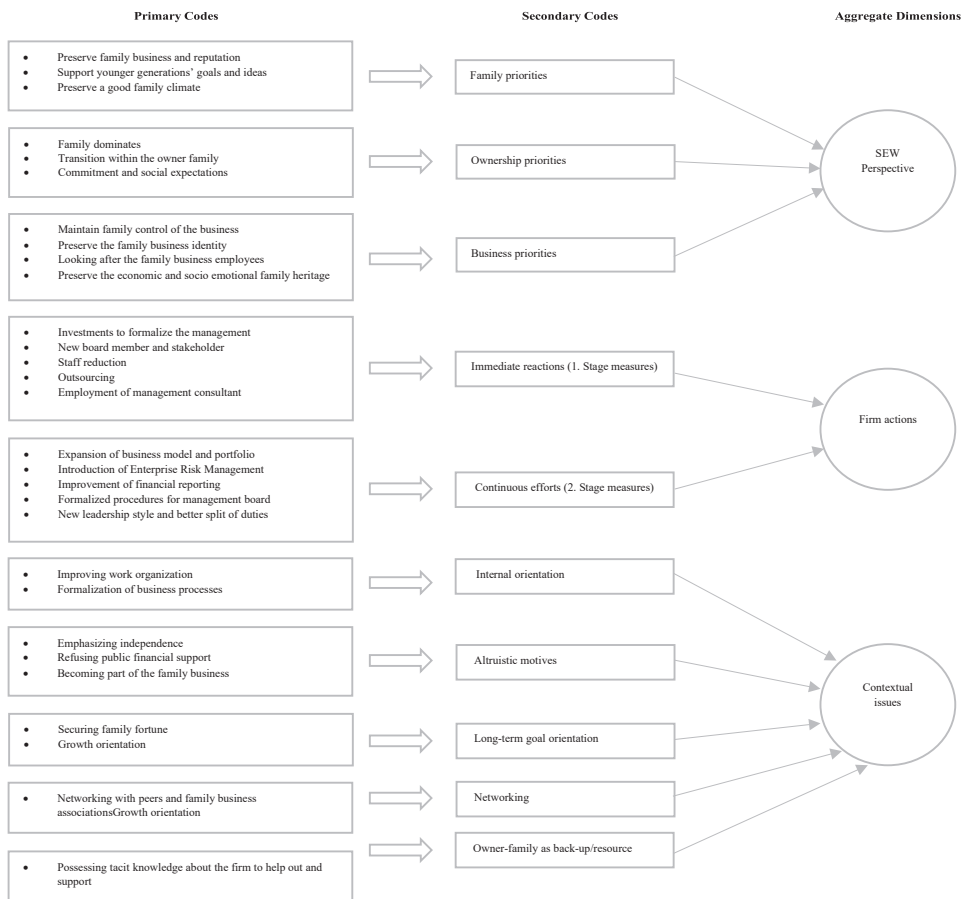 Primary Codes
Secondary Codes
Aggregate Dimensions
• Preserve family business and reputation
• Support younger generations’ goals and ideas
• Preserve a good family climate
Family priorities
• Family dominates
• Transition within the owner family
• Commitment and social expectations
Ownership priorities
SEW
Perspective
• Maintain family control of the business
• Preserve the family business identity
• Looking after the family business employees
• Preserve the economic and socio emotional family heritage
Business priorities
• Investments to formalize the management
• New board member and stakeholder
• Staff reduction
• Outsourcing
• Employment of management consultant
Immediate reactions (1. Stage measures)
Firm actions
• Expansion of business model and portfolio
• Introduction of Enterprise Risk Management
• Improvement of financial reporting
• Formalized procedures for management board
• New leadership style and better split of duties
Continuous efforts (2. Stage measures)
• Improving work organization
• Formalization of business processes
Internal orientation
• Emphasizing independence
• Refusing public financial support
• Becoming part of the family business
Altruistic motives
Contextual
issues
• Securing family fortune
• Growth orientation
Long-term goal orientation
• Networking with peers and family business
associationsGrowth orientation
Networking
Owner-family as back-up/resource
• Possessing tacit knowledge about the firm to help out and
support